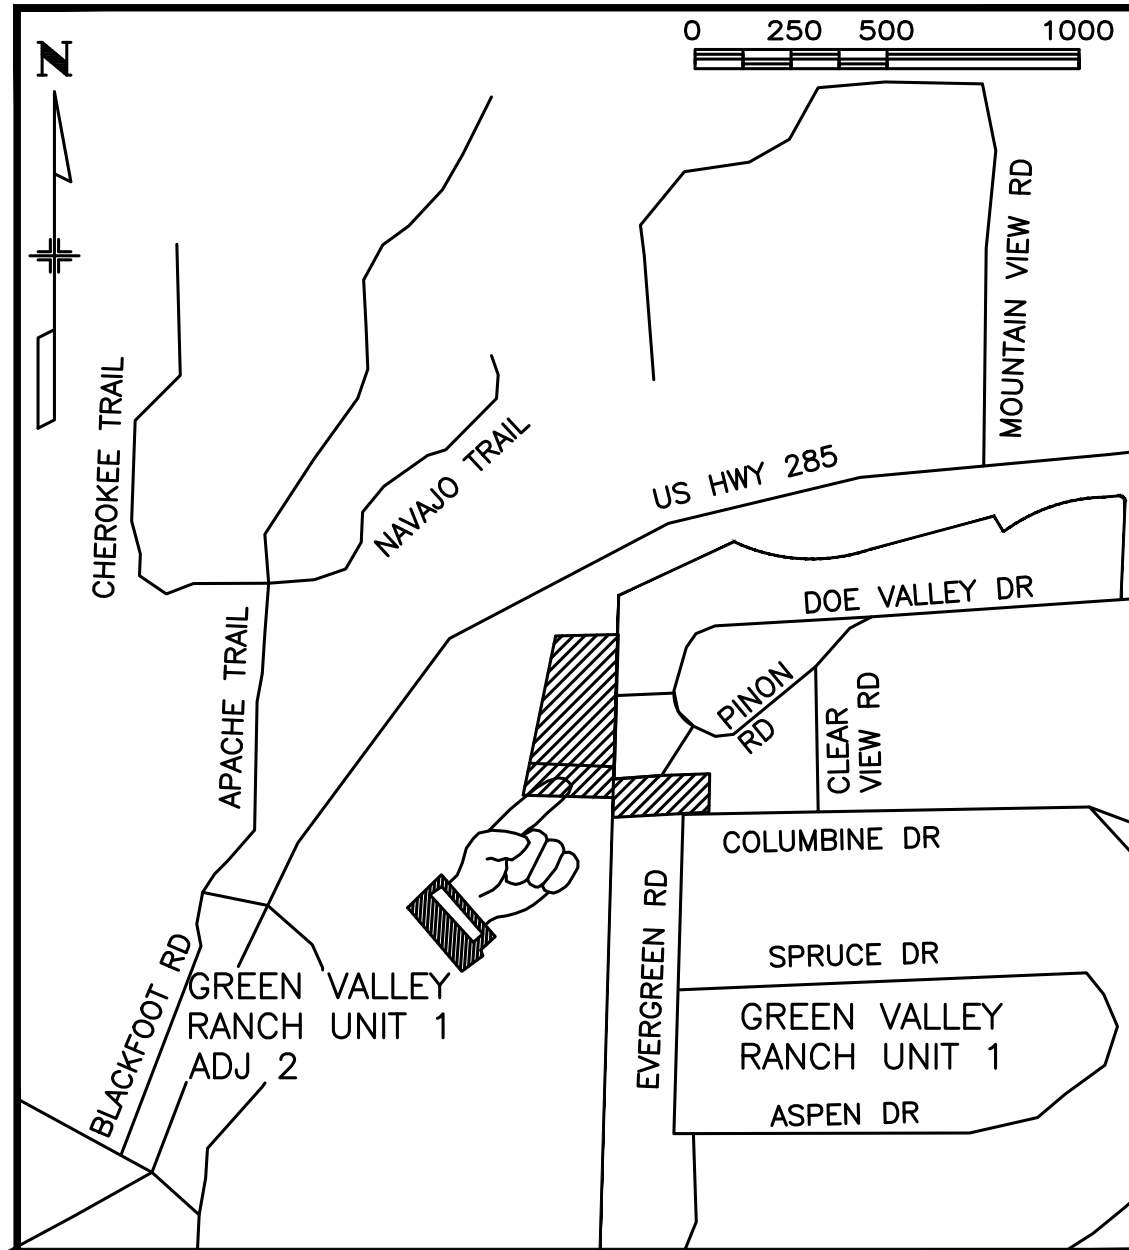 0 250 500 1000
N
MOUNTAIN VIEW RD
CHEROKEE TRAIL
NAVAJO TRAIL
US HWY 285
DOE VALLEY DR
APACHE TRAIL
PINON
RD
CLEAR
VIEW RD
COLUMBINE DR
EVERGREEN RD
BLACKFOOT RD
SPRUCE DR
GREEN VALLEY
RANCH UNIT 1
ADJ 2
GREEN VALLEY
RANCH UNIT 1
ASPEN DR